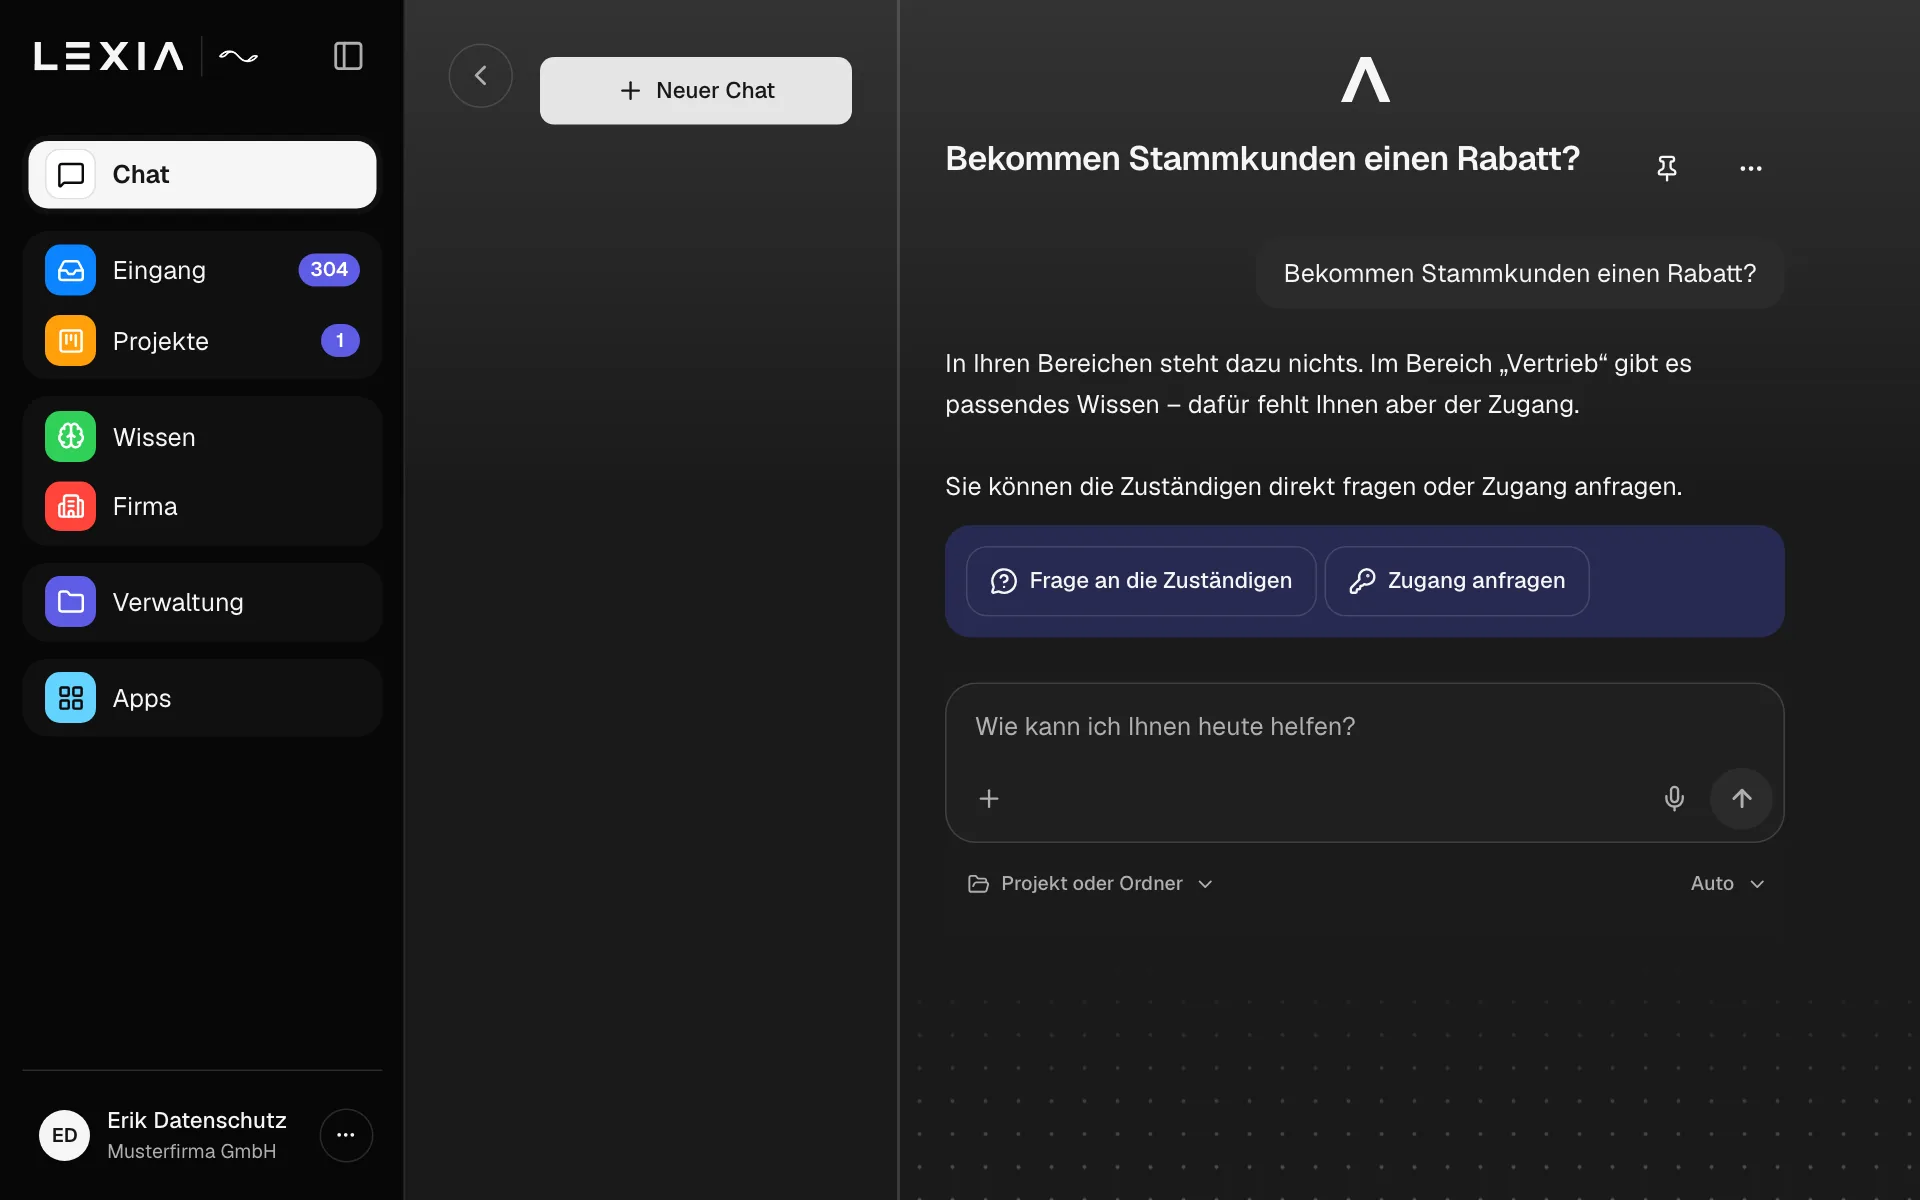 LEXIA
Chat
Eingang 304
Projekte 1
Wissen
Firma
Verwaltung
Apps
ED
Erik Datenschutz
Musterfirma GmbH
Neuer Chat
Bekommen Stammkunden einen Rabatt?
Bekommen Stammkunden einen Rabatt?
In Ihren Bereichen steht dazu nichts. Im Bereich „Vertrieb“ gibt es
passendes Wissen – dafür fehlt Ihnen aber der Zugang.
Sie können die Zuständigen direkt fragen oder Zugang anfragen.
Frage an die Zuständigen
Zugang anfragen
Wie kann ich Ihnen heute helfen?
Projekt oder Ordner
Auto